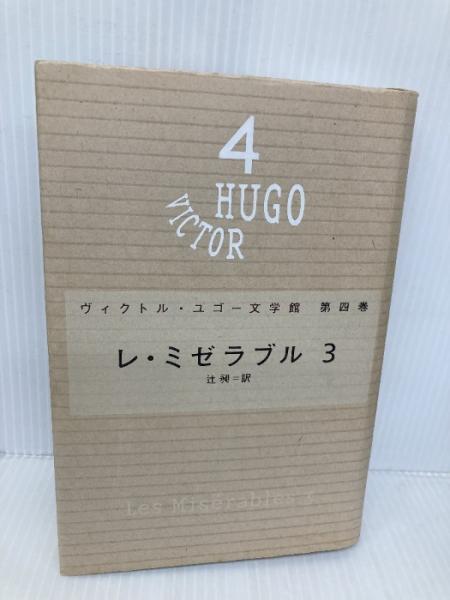 4
HUGO
VICTOR
ヴィクトル・ユゴー文学館 第四巻
レ・ミゼラブル 3
辻昶=訳
Les Misérables